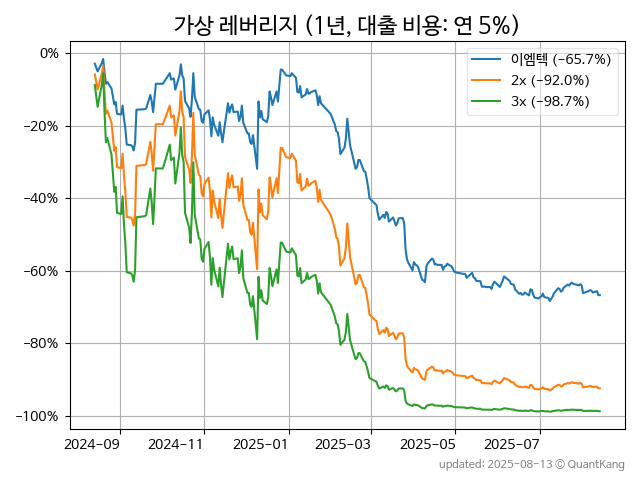 가상 레버리지 (1년, 대출 비용: 연 5%)
이엠텍 (−65.7%)
2x (−92.0%)
3x (−98.7%)
0%
−20%
−40%
−60%
−80%
−100%
2024-09 2024-11 2025-01 2025-03 2025-05 2025-07
updated: 2025-08-13 © QuantKang